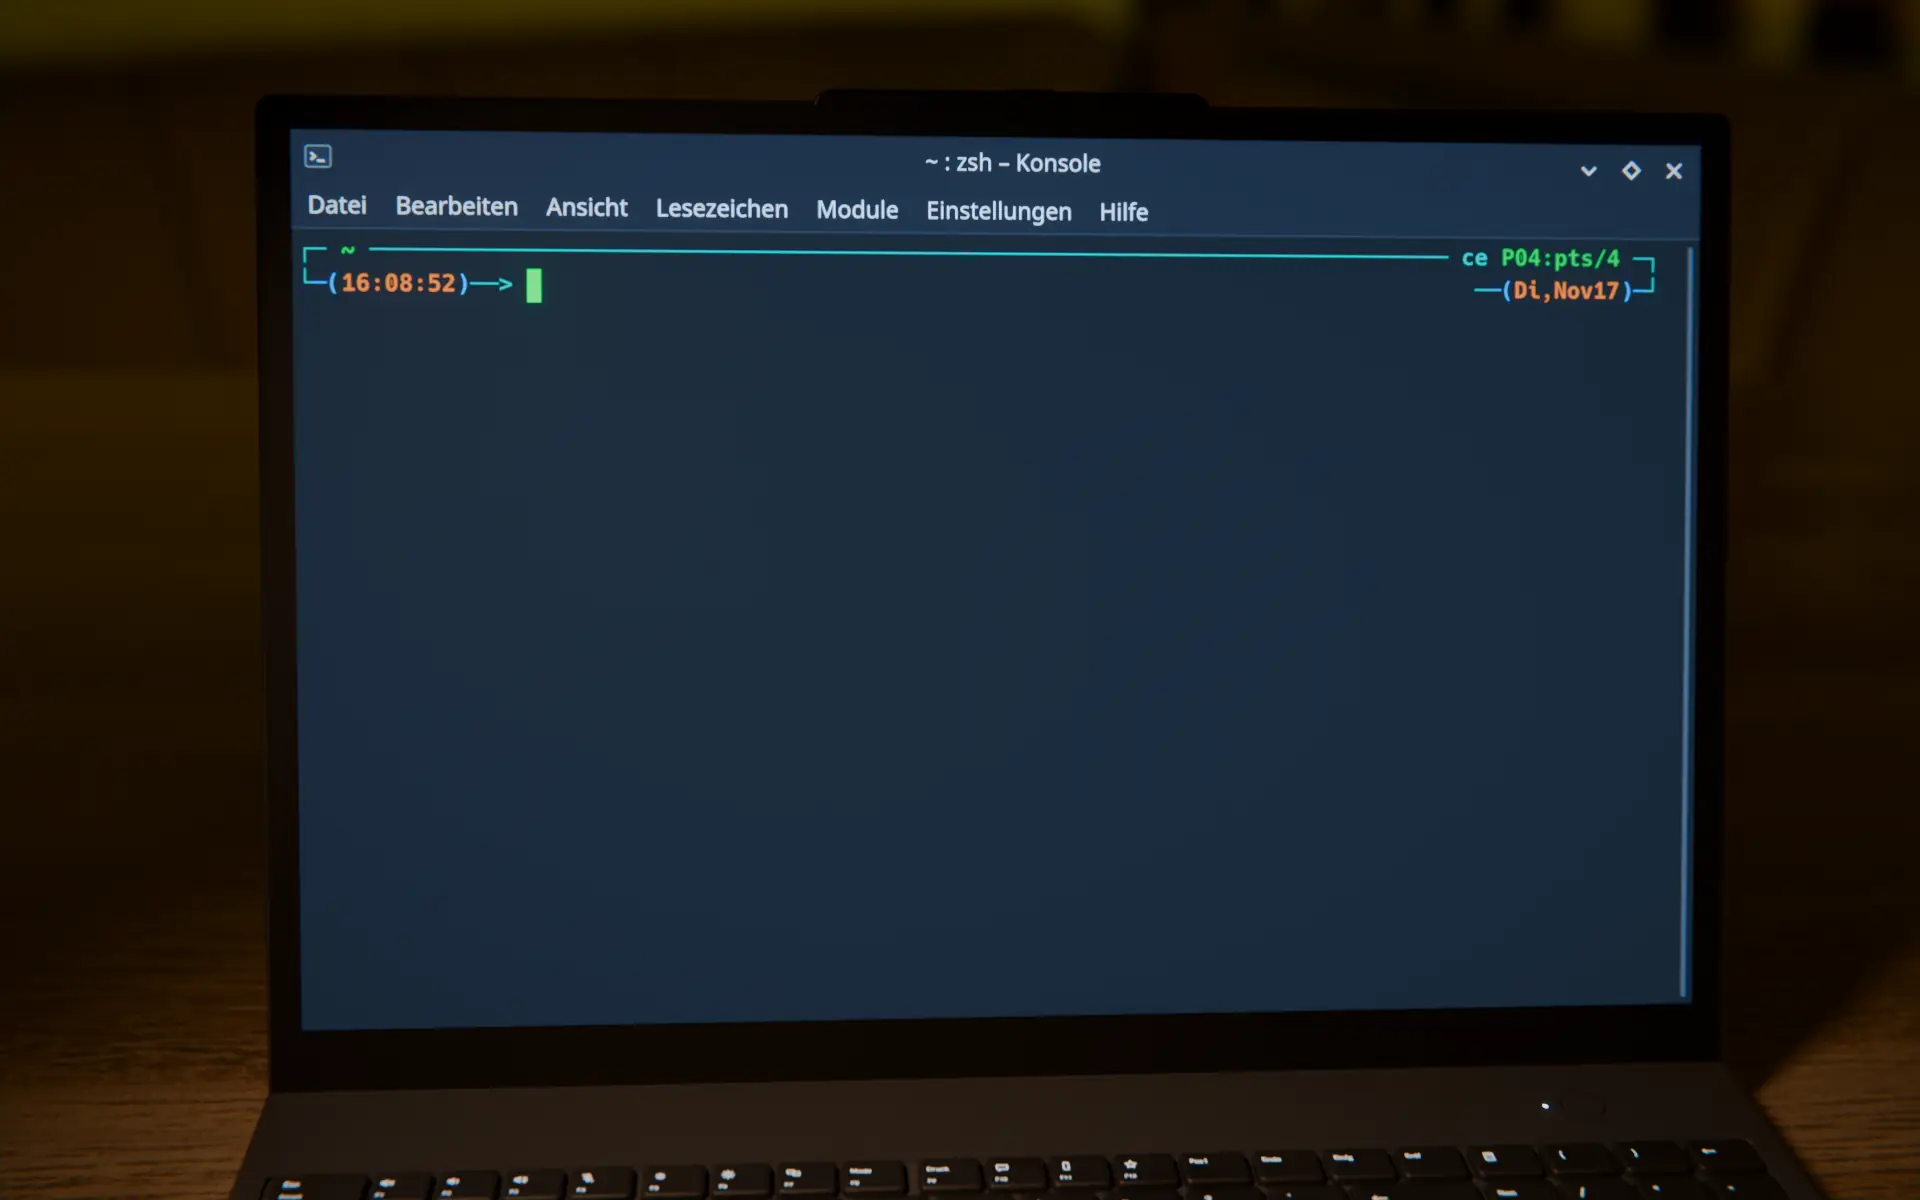 ~ : zsh – Konsole
Datei Bearbeiten Ansicht Lesezeichen Module Einstellungen Hilfe
~ ce P04:pts/4
(16:08:52)—> —(Di,Nov17)